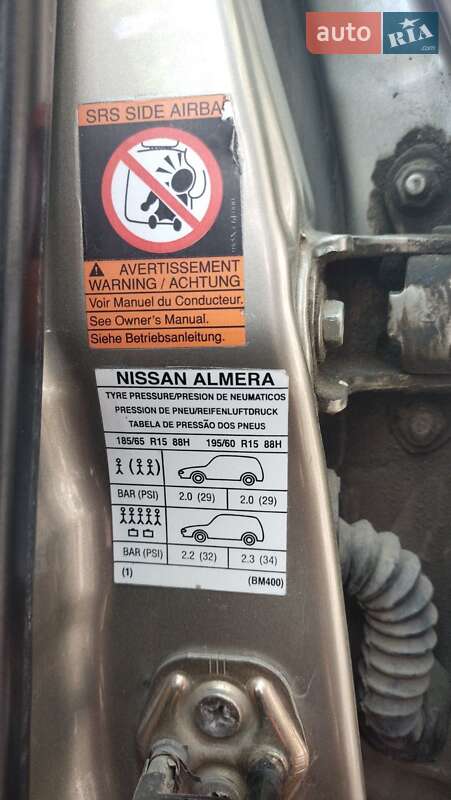 auto RIA.com
SRS SIDE AIRBAG
AVERTISSEMENT
WARNING / ACHTUNG
Voir Manuel du Conducteur.
See Owner's Manual.
Siehe Betriebsanleitung.
NISSAN ALMERA
TYRE PRESSURE/PRESION DE NEUMATICOS
PRESSION DE PNEU/REIFENLUFTDRUCK
TABELA DE PRESSÃO DOS PNEUS
185/65 R15 88H 195/60 R15 88H
BAR (PSI) 2.0 (29) 2.0 (29)
BAR (PSI) 2.2 (32) 2.3 (34)
(1) (BM400)